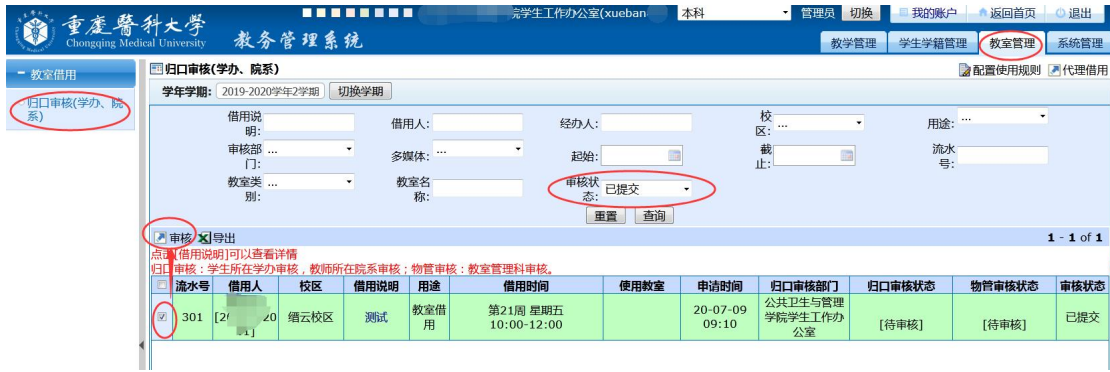 重庆醫科大学
Chongqing Medical University
教务管理系统
院学生工作办公室(xueban
本科
管理员 切换 我的账户 返回首页 退出
教学管理 学生学籍管理 教室管理 系统管理
教室借用
归口审核(学办、院
系)
归口审核(学办、院系)
配置使用规则 代理借用
学年学期: 2019-2020学年2学期 切换学期
借用说明: 借用人: 经办人: 校区: ... 用途: ...
审核部门: ... 多媒体: ... 起始: 截止: 流水号:
教室类别: ... 教室名称: 审核状态: 已提交
重置 查询
审核 导出 1 - 1 of 1
点击[借用说明]可以查看详情
归口审核：学生所在学办审核，教师所在院系审核；物管审核：教室管理科审核。
流水号 借用人 校区 借用说明 用途 借用时间 使用教室 申请时间 归口审核部门 归口审核状态 物管审核状态 审核状态
301 缙云校区 测试 教室借用 第21周 星期五 10:00-12:00 20-07-09 09:10 公共卫生与管理学院学生工作办公室 [待审核] [待审核] 已提交